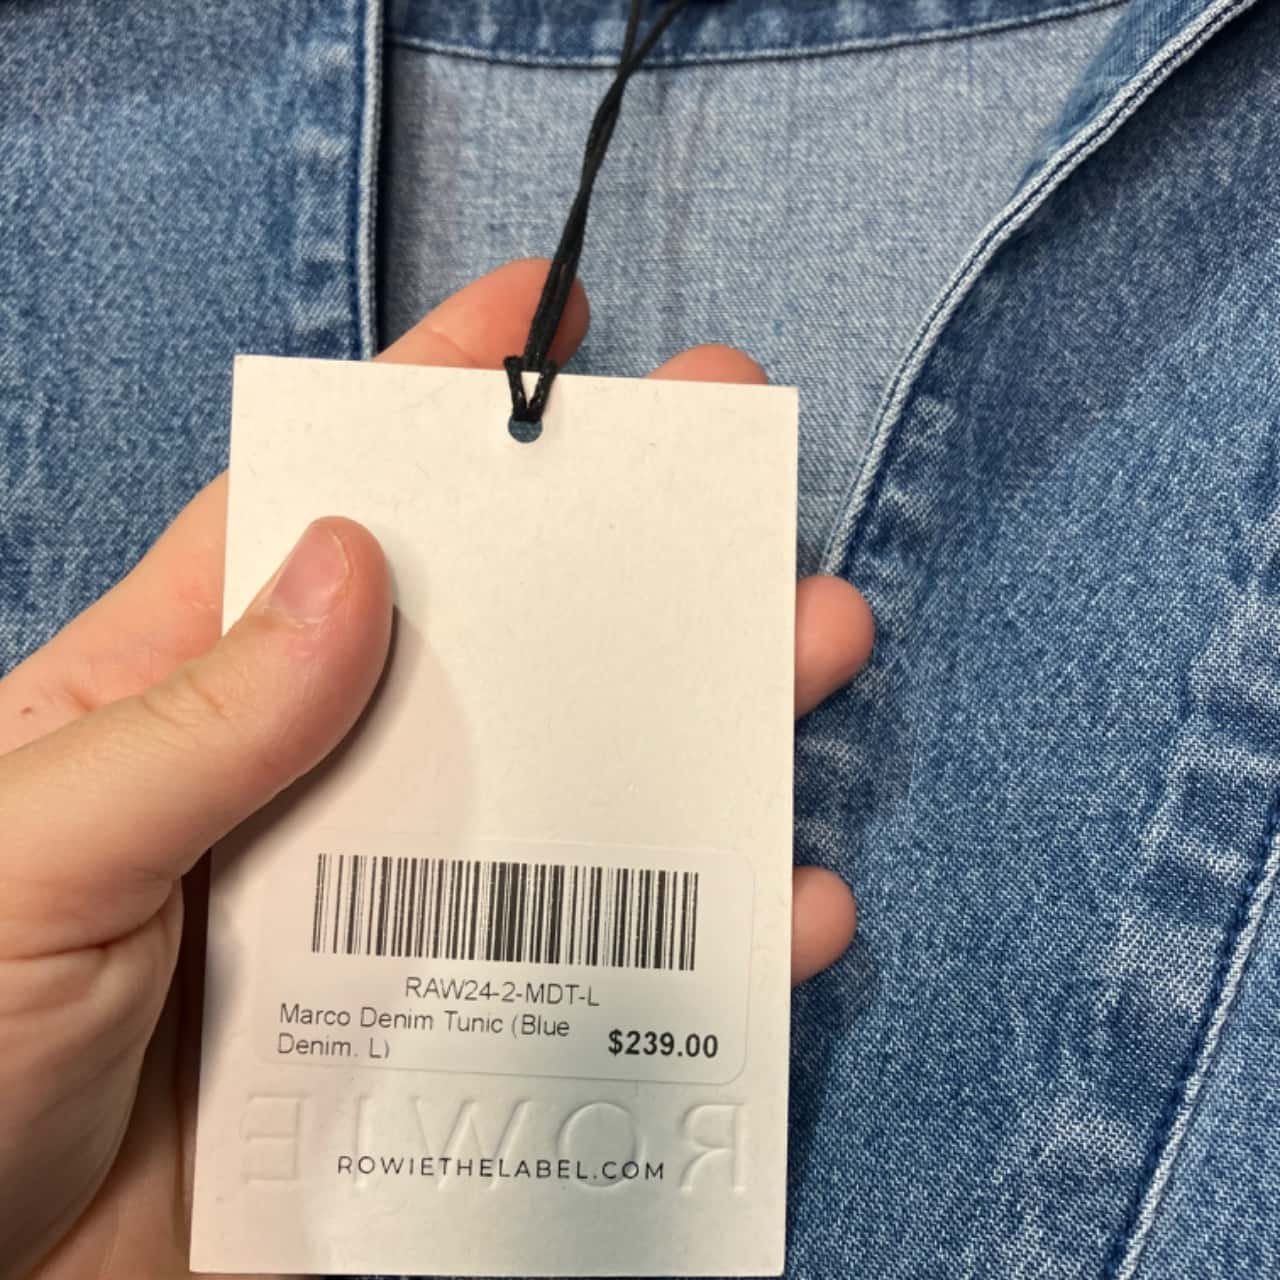 RAW24-2-MDT-L
Marco Denim Tunic (Blue
Denim, L)
$239.00
ROWIE
ROWIETHELABEL.COM